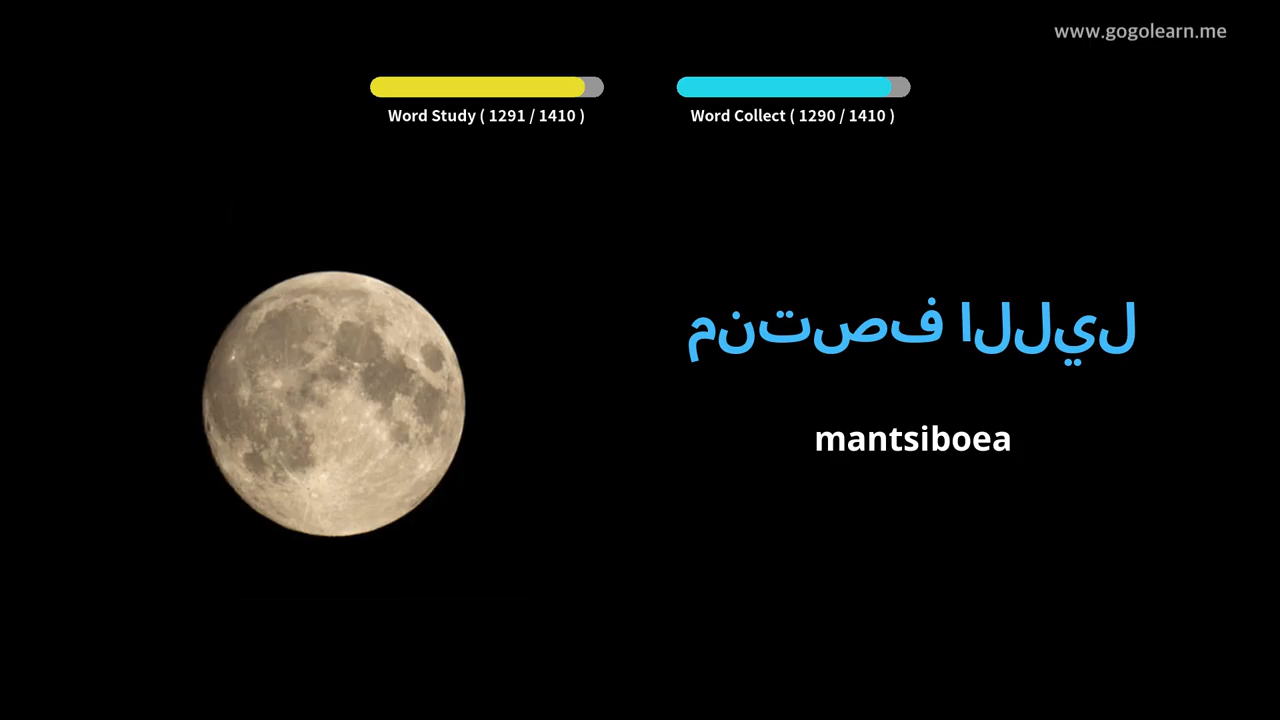 www.gogolearn.me
Word Study ( 1291 / 1410 )
Word Collect ( 1290 / 1410 )
منتصف الليل
mantsiboea